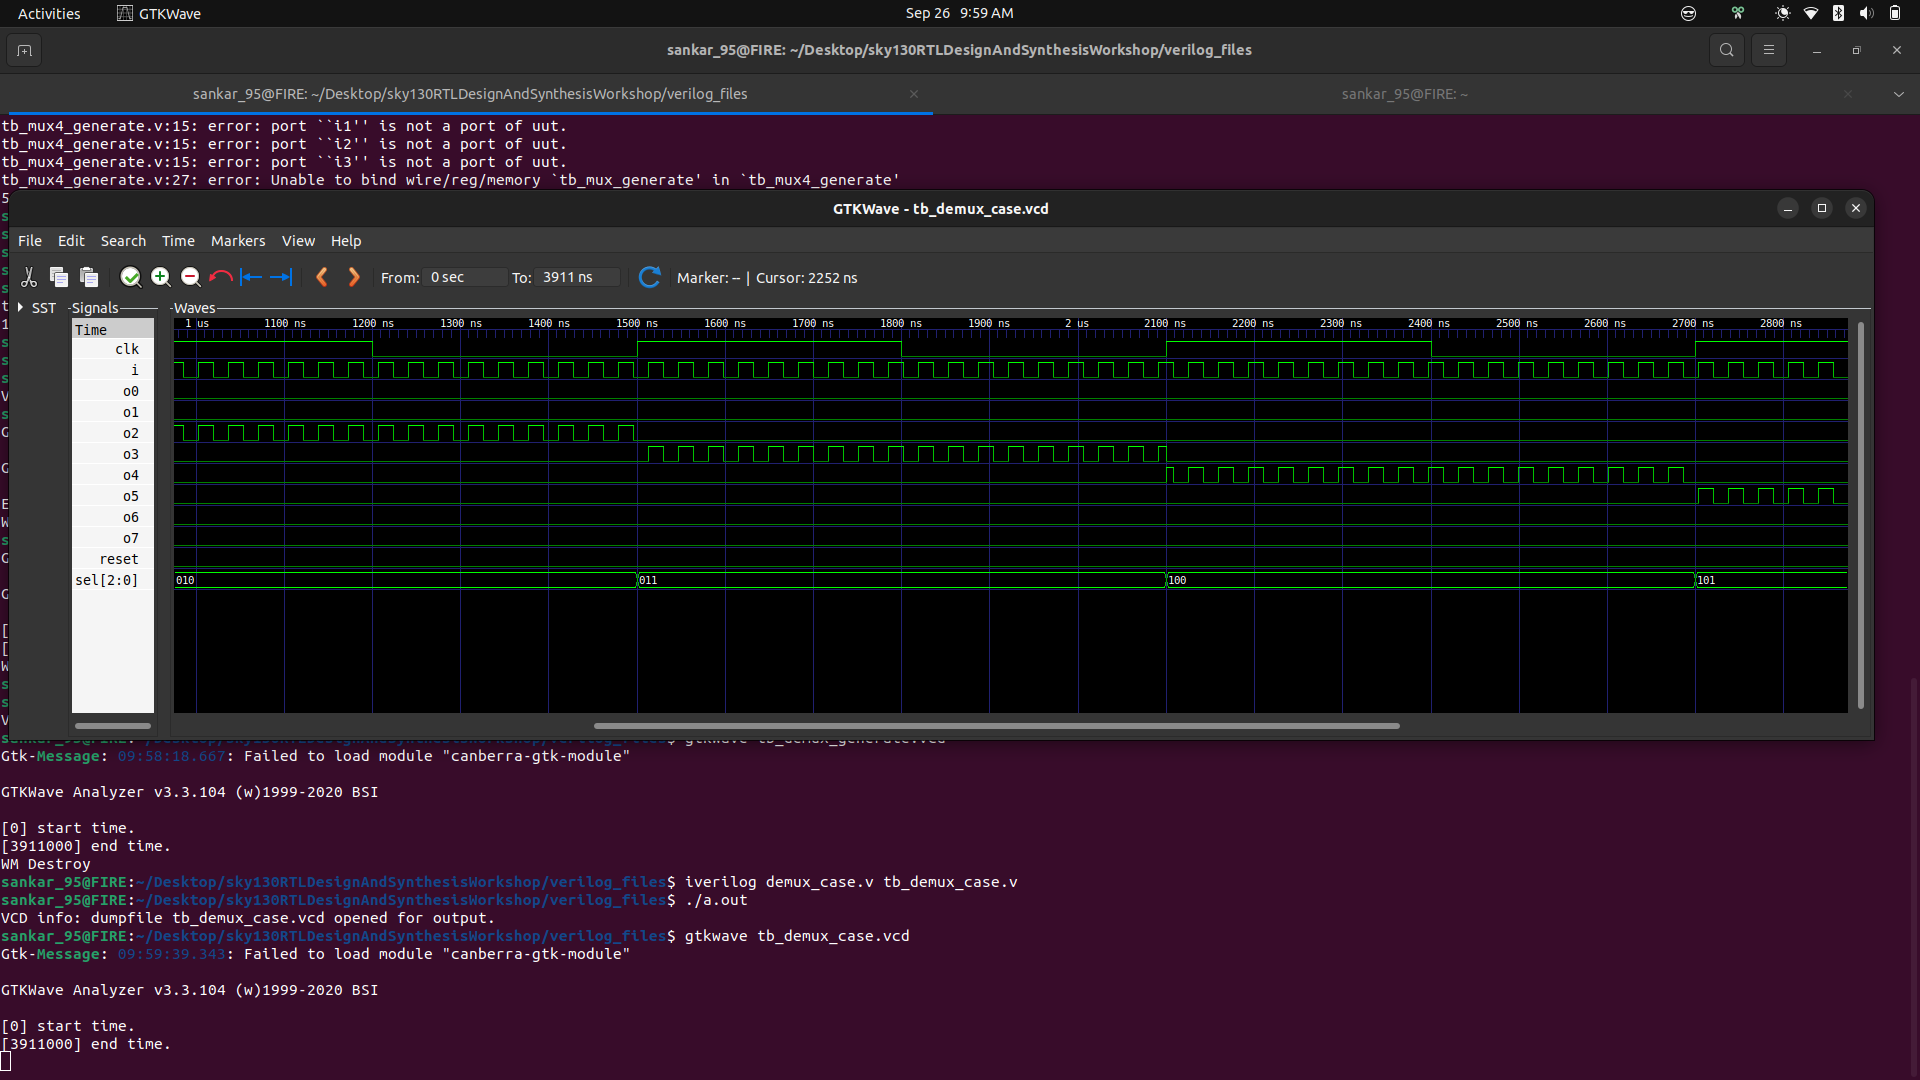 Activities GTKWave Sep 26 9:59 AM
sankar_95@FIRE: ~/Desktop/sky130RTLDesignAndSynthesisWorkshop/verilog_files
sankar_95@FIRE: ~/Desktop/sky130RTLDesignAndSynthesisWorkshop/verilog_files sankar_95@FIRE: ~
tb_mux4_generate.v:15: error: port ``i1'' is not a port of uut.
tb_mux4_generate.v:15: error: port ``i2'' is not a port of uut.
tb_mux4_generate.v:15: error: port ``i3'' is not a port of uut.
tb_mux4_generate.v:27: error: Unable to bind wire/reg/memory `tb_mux_generate' in `tb_mux4_generate'
GTKWave - tb_demux_case.vcd
File Edit Search Time Markers View Help
From: 0 sec To: 3911 ns Marker: -- | Cursor: 2252 ns
SST Signals Waves
Time 1 us 1100 ns 1200 ns 1300 ns 1400 ns 1500 ns 1600 ns 1700 ns 1800 ns 1900 ns 2 us 2100 ns 2200 ns 2300 ns 2400 ns 2500 ns 2600 ns 2700 ns 2800 ns
clk
i
o0
o1
o2
o3
o4
o5
o6
o7
reset
sel[2:0] 010 011 100 101
sankar_95@FIRE:~/Desktop/sky130RTLDesignAndSynthesisWorkshop/verilog_files$ gtkwave tb_demux_generate.vcd
Gtk-Message: 09:58:18.667: Failed to load module "canberra-gtk-module"
GTKWave Analyzer v3.3.104 (w)1999-2020 BSI
[0] start time.
[3911000] end time.
WM Destroy
sankar_95@FIRE:~/Desktop/sky130RTLDesignAndSynthesisWorkshop/verilog_files$ iverilog demux_case.v tb_demux_case.v
sankar_95@FIRE:~/Desktop/sky130RTLDesignAndSynthesisWorkshop/verilog_files$ ./a.out
VCD info: dumpfile tb_demux_case.vcd opened for output.
sankar_95@FIRE:~/Desktop/sky130RTLDesignAndSynthesisWorkshop/verilog_files$ gtkwave tb_demux_case.vcd
Gtk-Message: 09:59:39.343: Failed to load module "canberra-gtk-module"
GTKWave Analyzer v3.3.104 (w)1999-2020 BSI
[0] start time.
[3911000] end time.